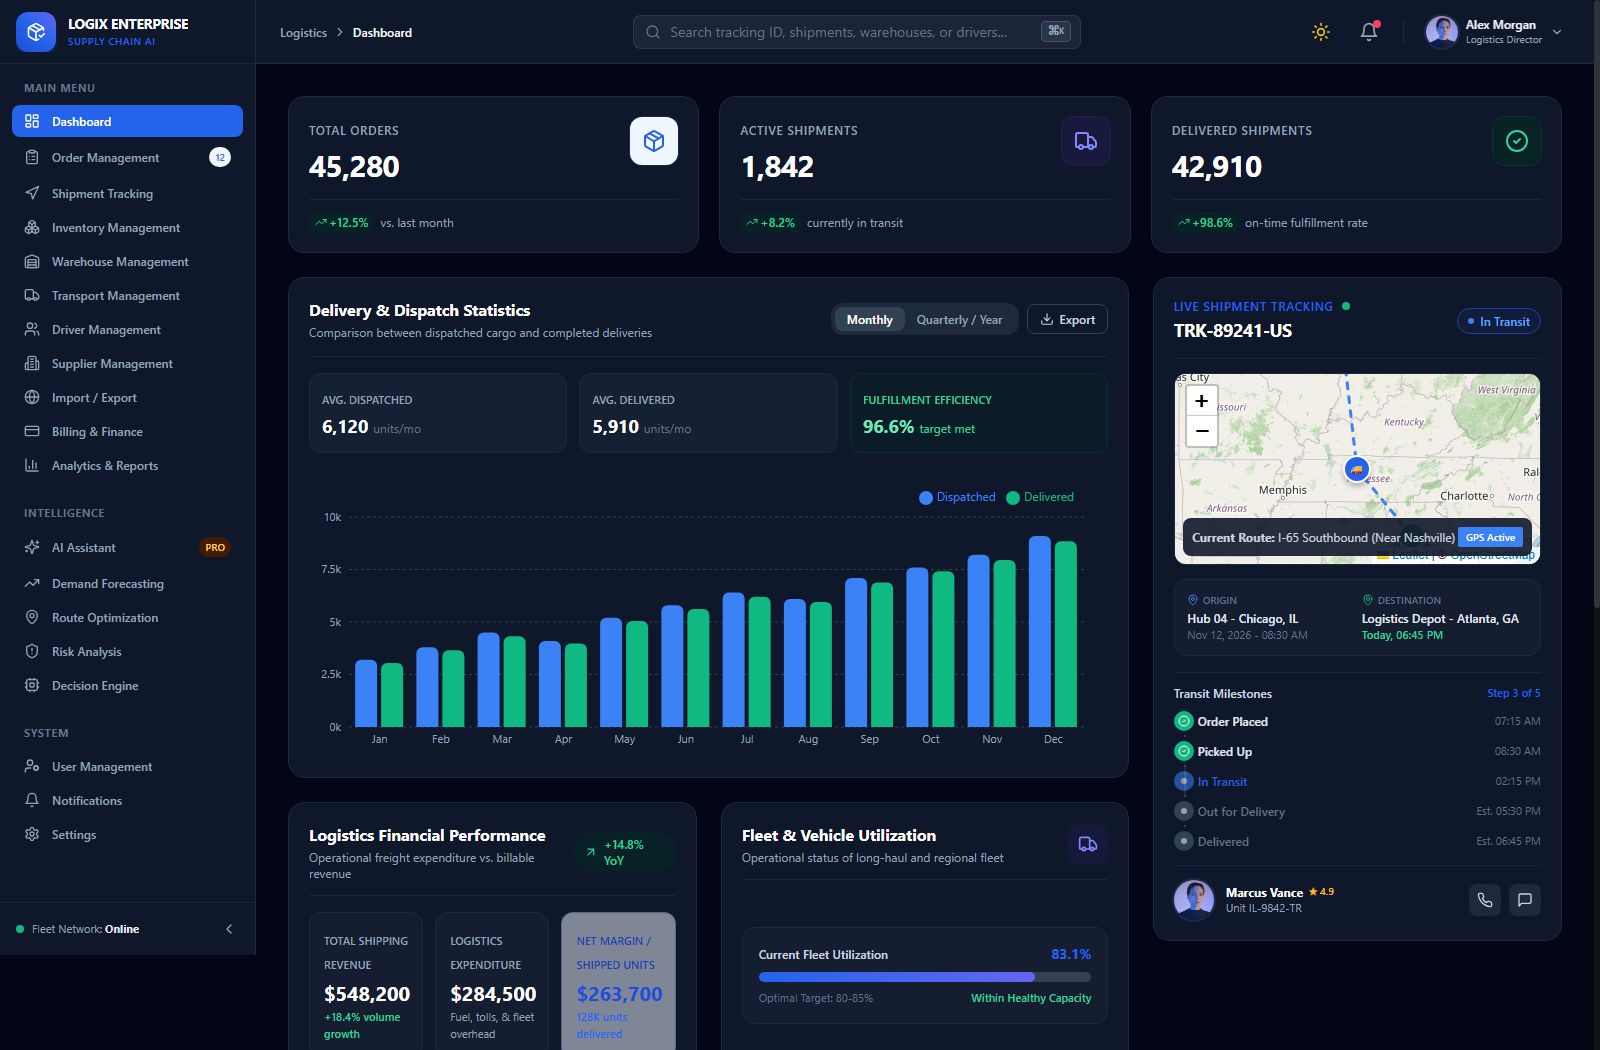 LOGIX ENTERPRISE
SUPPLY CHAIN AI
MAIN MENU
Dashboard
Order Management 12
Shipment Tracking
Inventory Management
Warehouse Management
Transport Management
Driver Management
Supplier Management
Import / Export
Billing & Finance
Analytics & Reports
INTELLIGENCE
AI Assistant PRO
Demand Forecasting
Route Optimization
Risk Analysis
Decision Engine
SYSTEM
User Management
Notifications
Settings
Fleet Network: Online
Logistics > Dashboard
Search tracking ID, shipments, warehouses, or drivers... ⌘K
Alex Morgan
Logistics Director
TOTAL ORDERS
45,280
+12.5% vs. last month
ACTIVE SHIPMENTS
1,842
+8.2% currently in transit
DELIVERED SHIPMENTS
42,910
+98.6% on-time fulfillment rate
Delivery & Dispatch Statistics
Comparison between dispatched cargo and completed deliveries
Monthly Quarterly / Year Export
AVG. DISPATCHED
6,120 units/mo
AVG. DELIVERED
5,910 units/mo
FULFILLMENT EFFICIENCY
96.6% target met
Dispatched Delivered
10k
7.5k
5k
2.5k
0k
Jan Feb Mar Apr May Jun Jul Aug Sep Oct Nov Dec
LIVE SHIPMENT TRACKING
TRK-89241-US
In Transit
as City
West Virginia
+
issouri
Kentucky
−
essee
Ral
Memphis
Charlotte
North C
Arkansas
Current Route: I-65 Southbound (Near Nashville) GPS Active
Leaflet | © OpenStreetMap
ORIGIN
Hub 04 - Chicago, IL
Nov 12, 2026 - 08:30 AM
DESTINATION
Logistics Depot - Atlanta, GA
Today, 06:45 PM
Transit Milestones Step 3 of 5
Order Placed 07:15 AM
Picked Up 08:30 AM
In Transit 02:15 PM
Out for Delivery Est. 05:30 PM
Delivered Est. 06:45 PM
Marcus Vance ★ 4.9
Unit IL-9842-TR
Logistics Financial Performance
Operational freight expenditure vs. billable
revenue
+14.8%
YoY
TOTAL SHIPPING
REVENUE
$548,200
+18.4% volume
growth
LOGISTICS
EXPENDITURE
$284,500
Fuel, tolls, & fleet
overhead
NET MARGIN /
SHIPPED UNITS
$263,700
128K units
delivered
Fleet & Vehicle Utilization
Operational status of long-haul and regional fleet
Current Fleet Utilization 83.1%
Optimal Target: 80-85% Within Healthy Capacity